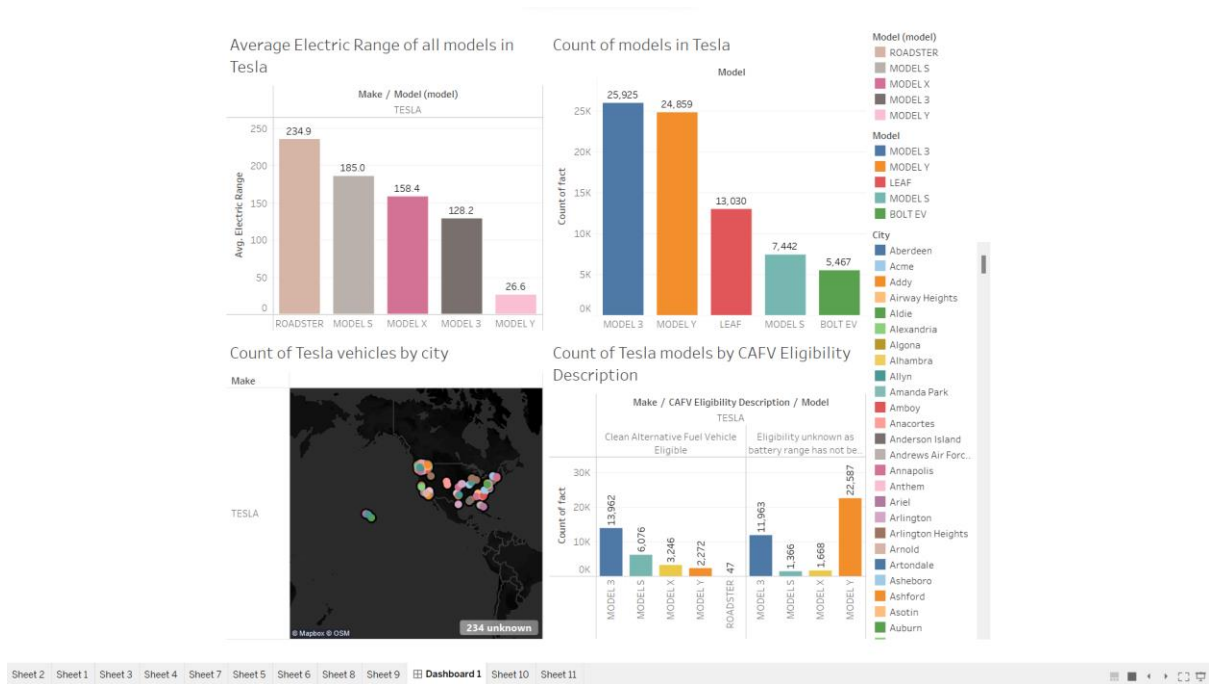 Average Electric Range of all models in
Tesla
Make / Model (model)
TESLA
Avg. Electric Range
250
200
150
100
50
0
234.9
185.0
158.4
128.2
26.6
ROADSTER
MODEL S
MODEL X
MODEL 3
MODEL Y
Count of models in Tesla
Model
Count of fact
25K
20K
15K
10K
5K
0K
25,925
24,859
13,030
7,442
5,467
MODEL 3
MODEL Y
LEAF
MODEL S
BOLT EV
Count of Tesla vehicles by city
Make
TESLA
© Mapbox © OSM
234 unknown
Count of Tesla models by CAFV Eligibility
Description
Make / CAFV Eligibility Description / Model
TESLA
Clean Alternative Fuel Vehicle
Eligible
Eligibility unknown as
battery range has not be..
Count of fact
30K
20K
10K
0K
13,962
6,076
3,246
2,272
47
11,963
1,366
1,668
22,587
MODEL 3
MODEL S
MODEL X
MODEL Y
ROADSTER
MODEL 3
MODEL S
MODEL X
MODEL Y
Model (model)
ROADSTER
MODEL S
MODEL X
MODEL 3
MODEL Y
Model
MODEL 3
MODEL Y
LEAF
MODEL S
BOLT EV
City
Aberdeen
Acme
Addy
Airway Heights
Aldie
Alexandria
Algona
Alhambra
Allyn
Amanda Park
Amboy
Anacortes
Anderson Island
Andrews Air Forc..
Annapolis
Anthem
Ariel
Arlington
Arlington Heights
Arnold
Artondale
Asheboro
Ashford
Asotin
Auburn
Sheet 2 Sheet 1 Sheet 3 Sheet 4 Sheet 7 Sheet 5 Sheet 6 Sheet 8 Sheet 9 Dashboard 1 Sheet 10 Sheet 11